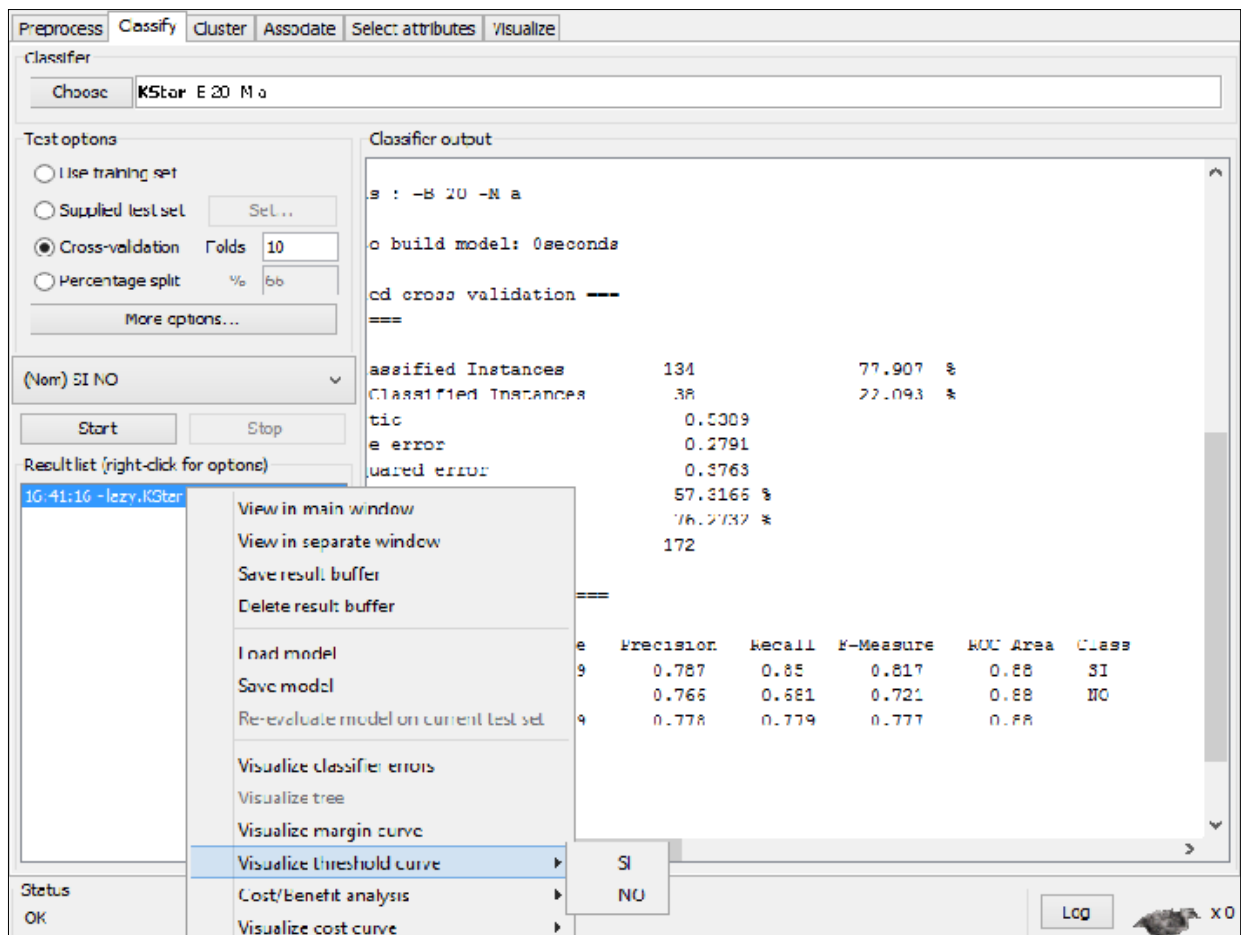 Preprocess Classify Cluster Associate Select attributes Visualize
Classifier
Choose KStar -B 20 -M a
Test options
Use training set
Supplied test set Set...
Cross-validation Folds 10
Percentage split % 66
More options...
(Nom) SI NO
Start Stop
Result list (right-click for options)
16:41:16 - lazy.KStar
Classifier output
s : -B 20 -M a
o build model: 0seconds
ed cross validation ===
===
assified Instances 134 77.907 %
Classified Instances 38 22.093 %
tic 0.5389
e error 0.2791
uared error 0.3763
57.3166 %
76.2732 %
172
===
e Precision Recall F-Measure ROC Area Class
9 0.787 0.85 0.817 0.88 SI
0.766 0.681 0.721 0.88 NO
9 0.778 0.779 0.777 0.88
View in main window
View in separate window
Save result buffer
Delete result buffer
Load model
Save model
Re-evaluate model on current test set
Visualize classifier errors
Visualize tree
Visualize margin curve
Visualize threshold curve
Cost/Benefit analysis
Visualize cost curve
SI
NO
Status
OK
Log x 0